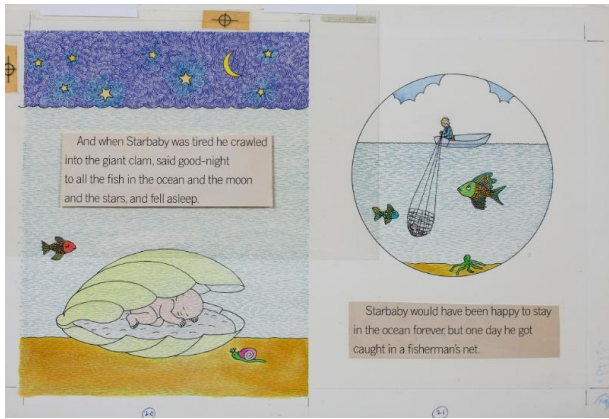 And when Starbaby was tired he crawled
into the giant clam, said good-night
to all the fish in the ocean and the moon
and the stars, and fell asleep.
Starbaby would have been happy to stay
in the ocean forever, but one day he got
caught in a fisherman's net.
20
21